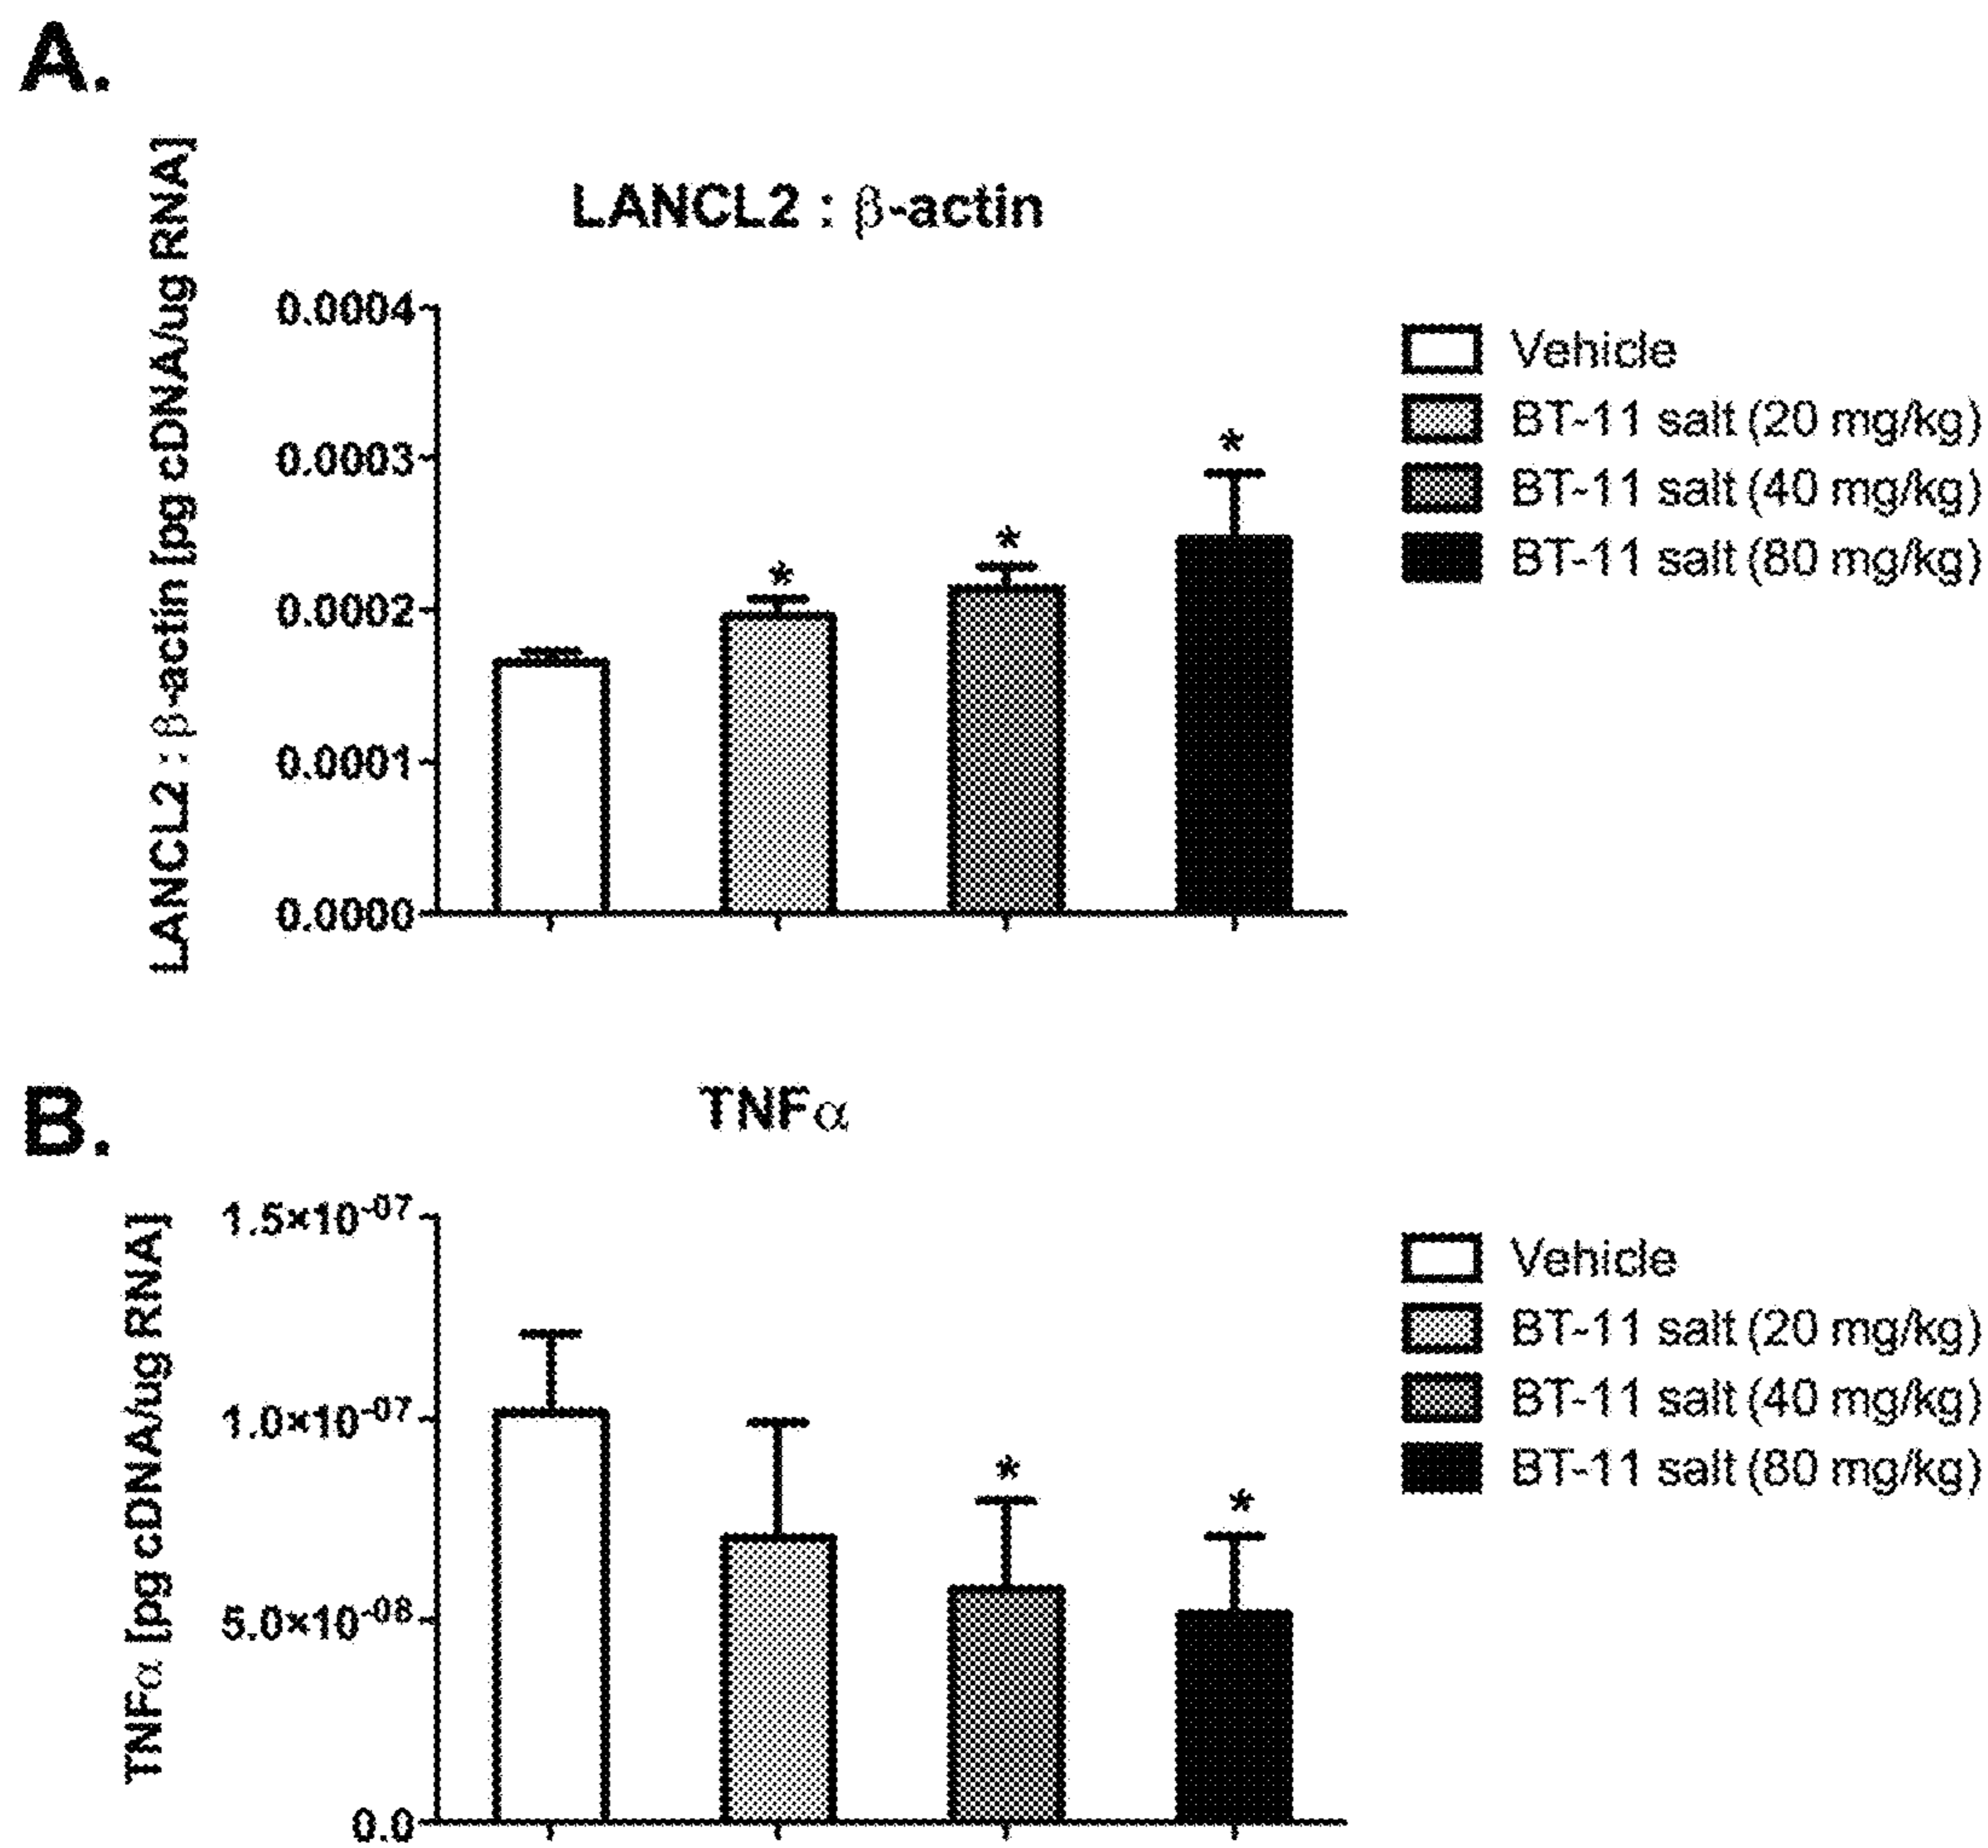 A.
LANCL2 : β-actin
LANCL2 : β-actin [pg cDNA/ug RNA]
0.0004
0.0003
0.0002
0.0001
0.0000
*
*
*
Vehicle
BT-11 salt (20 mg/kg)
BT-11 salt (40 mg/kg)
BT-11 salt (80 mg/kg)
B.
TNFα
TNFα [pg cDNA/ug RNA]
1.5×10-07
1.0×10-07
5.0×10-08
0.0
*
*
Vehicle
BT-11 salt (20 mg/kg)
BT-11 salt (40 mg/kg)
BT-11 salt (80 mg/kg)